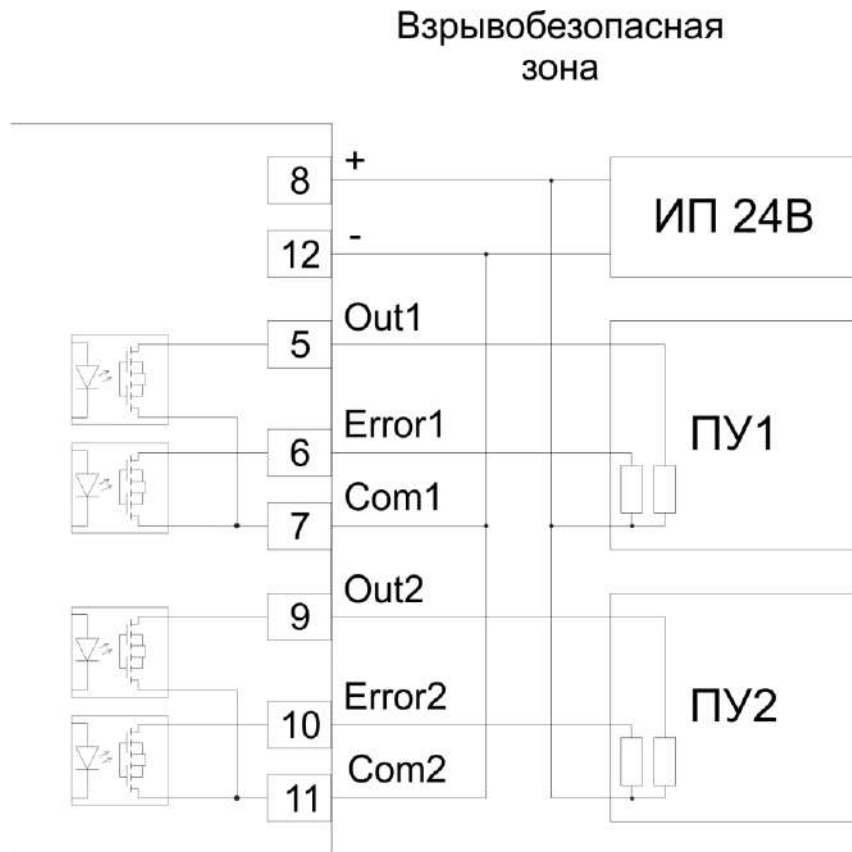 Взрывобезопасная
зона
8
+
ИП 24В
12
-
5
Out1
6
Error1
ПУ1
7
Com1
9
Out2
10
Error2
ПУ2
11
Com2